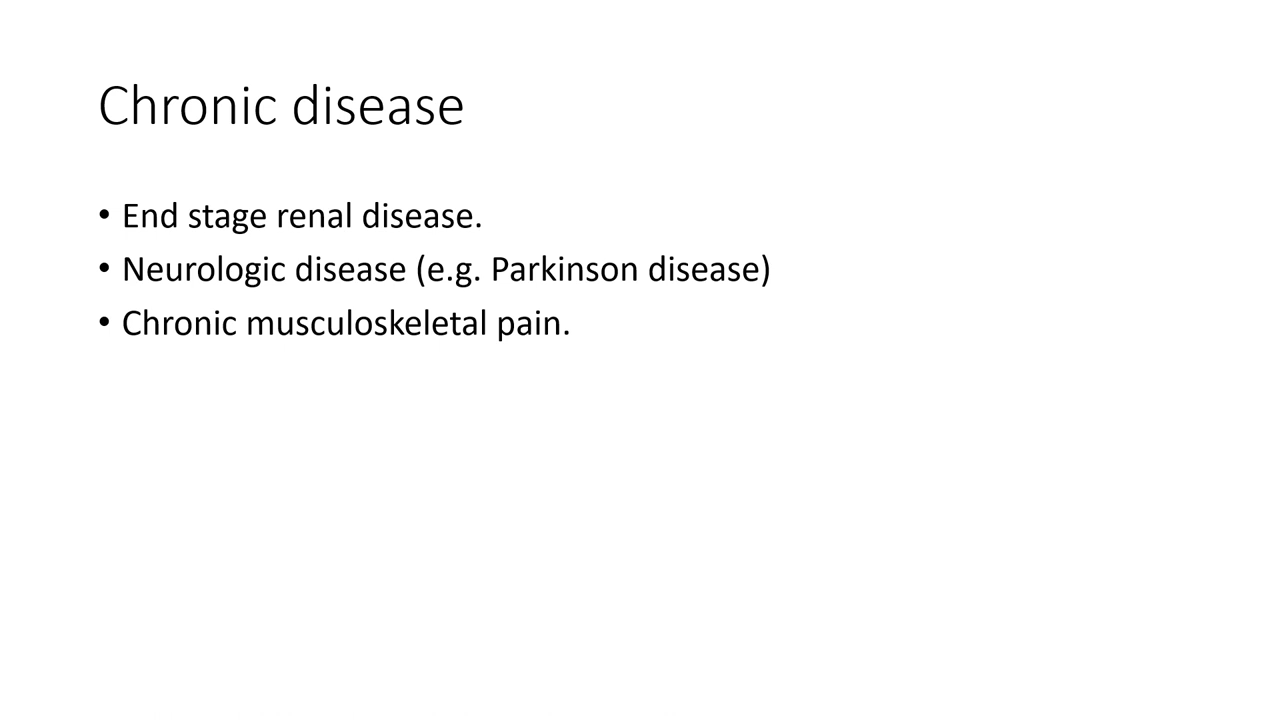 Chronic disease
• End stage renal disease.
• Neurologic disease (e.g. Parkinson disease)
• Chronic musculoskeletal pain.